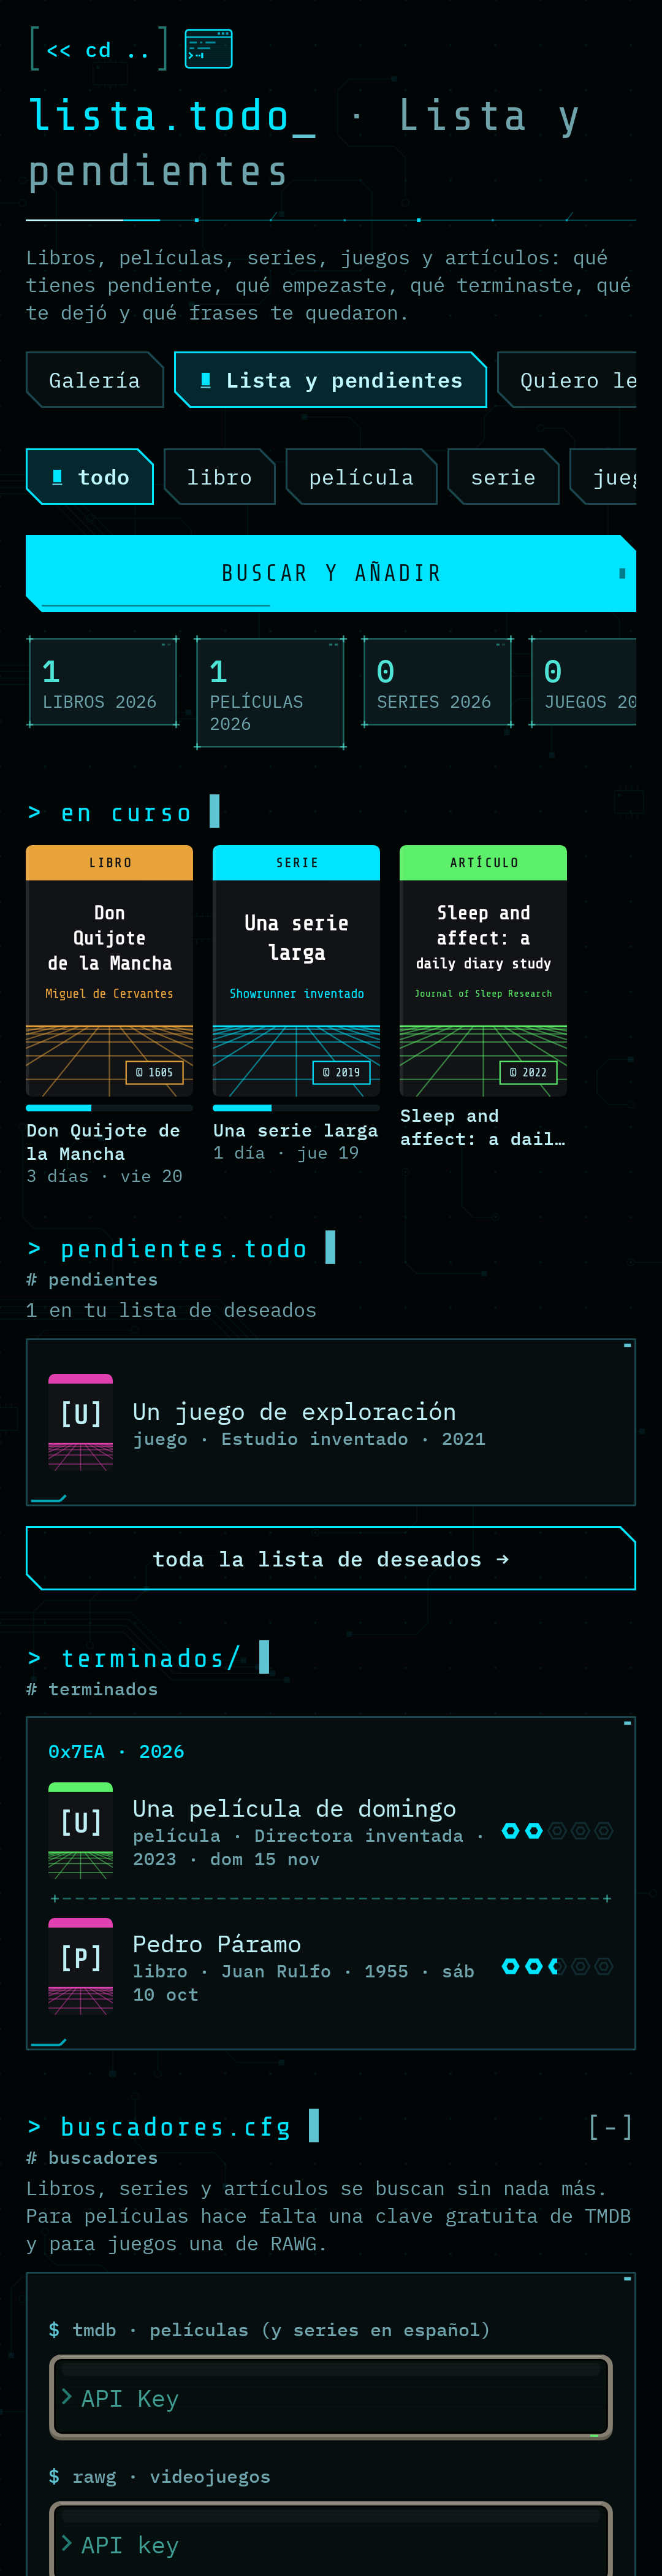 [<< cd ..]
lista.todo_ · Lista y
pendientes
Libros, películas, series, juegos y artículos: qué
tienes pendiente, qué empezaste, qué terminaste, qué
te dejó y qué frases te quedaron.
Galería
Lista y pendientes
Quiero le
todo
libro
película
serie
jueg
BUSCAR Y AÑADIR
1
LIBROS 2026
1
PELÍCULAS
2026
0
SERIES 2026
0
JUEGOS 20
> en curso
LIBRO
Don
Quijote
de la Mancha
Miguel de Cervantes
© 1605
Don Quijote de
la Mancha
3 días · vie 20
SERIE
Una serie
larga
Showrunner inventado
© 2019
Una serie larga
1 día · jue 19
ARTÍCULO
Sleep and
affect: a
daily diary study
Journal of Sleep Research
© 2022
Sleep and
affect: a dail…
> pendientes.todo
# pendientes
1 en tu lista de deseados
[U]
Un juego de exploración
juego · Estudio inventado · 2021
toda la lista de deseados →
> terminados/
# terminados
0x7EA · 2026
[U]
Una película de domingo
película · Directora inventada ·
2023 · dom 15 nov
[P]
Pedro Páramo
libro · Juan Rulfo · 1955 · sáb
10 oct
> buscadores.cfg
[-]
# buscadores
Libros, series y artículos se buscan sin nada más.
Para películas hace falta una clave gratuita de TMDB
y para juegos una de RAWG.
$ tmdb · películas (y series en español)
> API Key
$ rawg · videojuegos
> API key